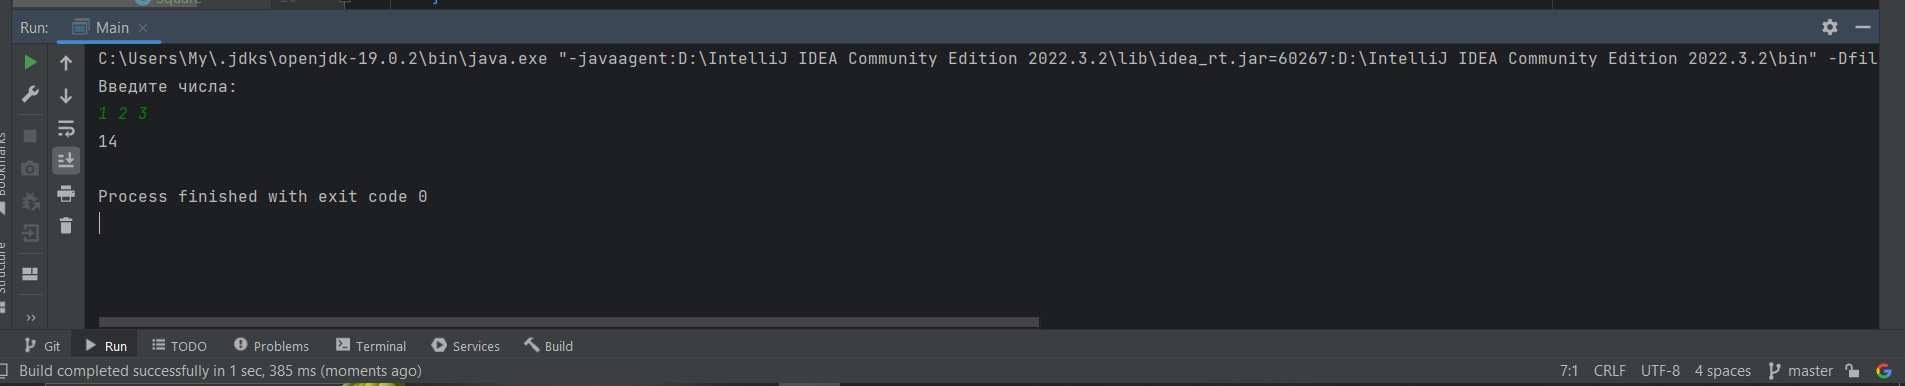 Square
Run: Main
C:\Users\My\.jdks\openjdk-19.0.2\bin\java.exe "-javaagent:D:\IntelliJ IDEA Community Edition 2022.3.2\lib\idea_rt.jar=60267:D:\IntelliJ IDEA Community Edition 2022.3.2\bin" -Dfil
Введите числа:
1 2 3
14
Process finished with exit code 0
Bookmarks
Structure
Git Run TODO Problems Terminal Services Build
Build completed successfully in 1 sec, 385 ms (moments ago) 7:1 CRLF UTF-8 4 spaces master